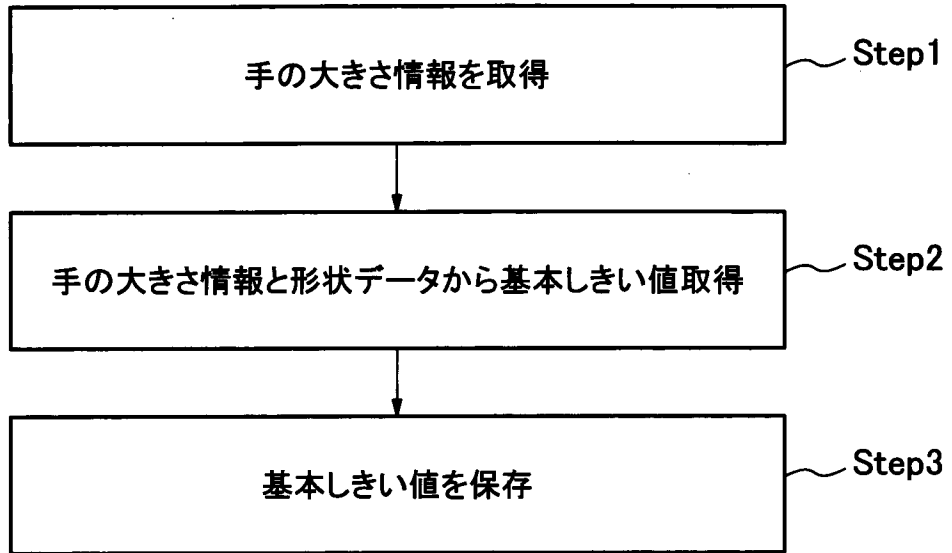 手の大きさ情報を取得
Step1
手の大きさ情報と形状データから基本しきい値取得
Step2
基本しきい値を保存
Step3